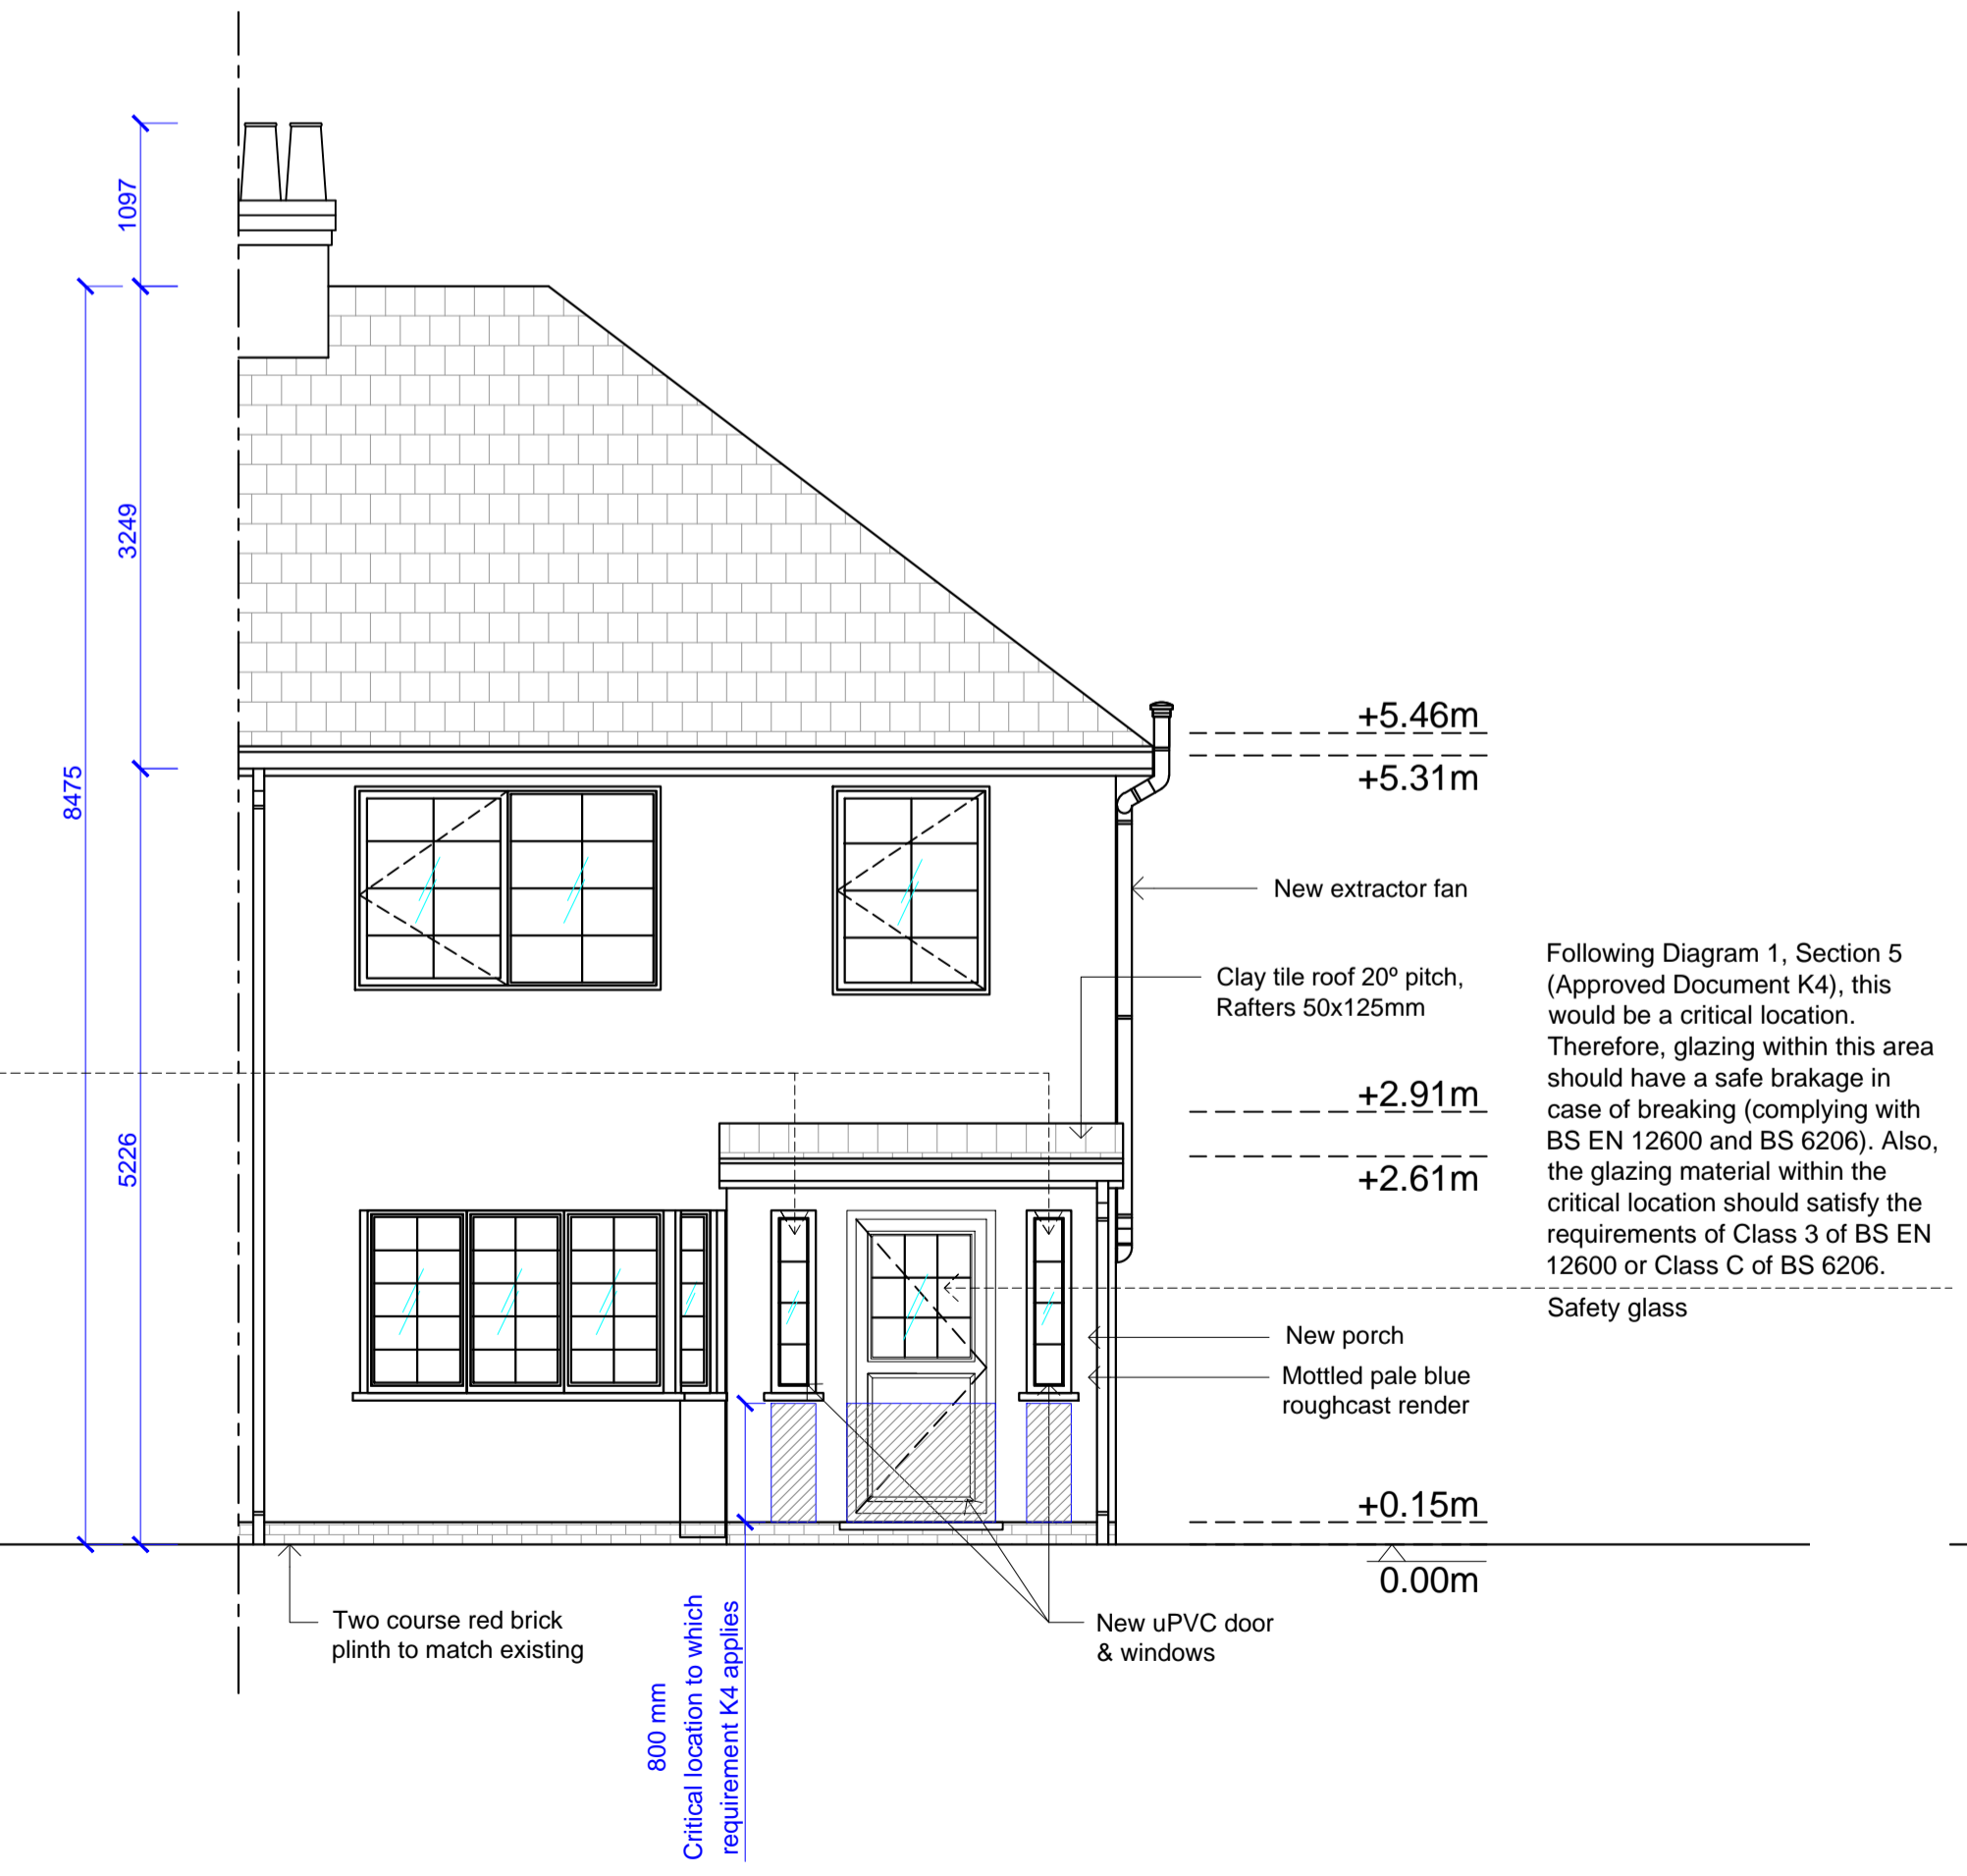 1097
3249
8475
5226
+5.46m
+5.31m
New extractor fan
Clay tile roof 20º pitch,
Rafters 50x125mm
+2.91m
+2.61m
Following Diagram 1, Section 5
(Approved Document K4), this
would be a critical location.
Therefore, glazing within this area
should have a safe brakage in
case of breaking (complying with
BS EN 12600 and BS 6206). Also,
the glazing material within the
critical location should satisfy the
requirements of Class 3 of BS EN
12600 or Class C of BS 6206.
Safety glass
New porch
Mottled pale blue
roughcast render
+0.15m
0.00m
Two course red brick
plinth to match existing
New uPVC door
& windows
800 mm
Critical location to which
requirement K4 applies